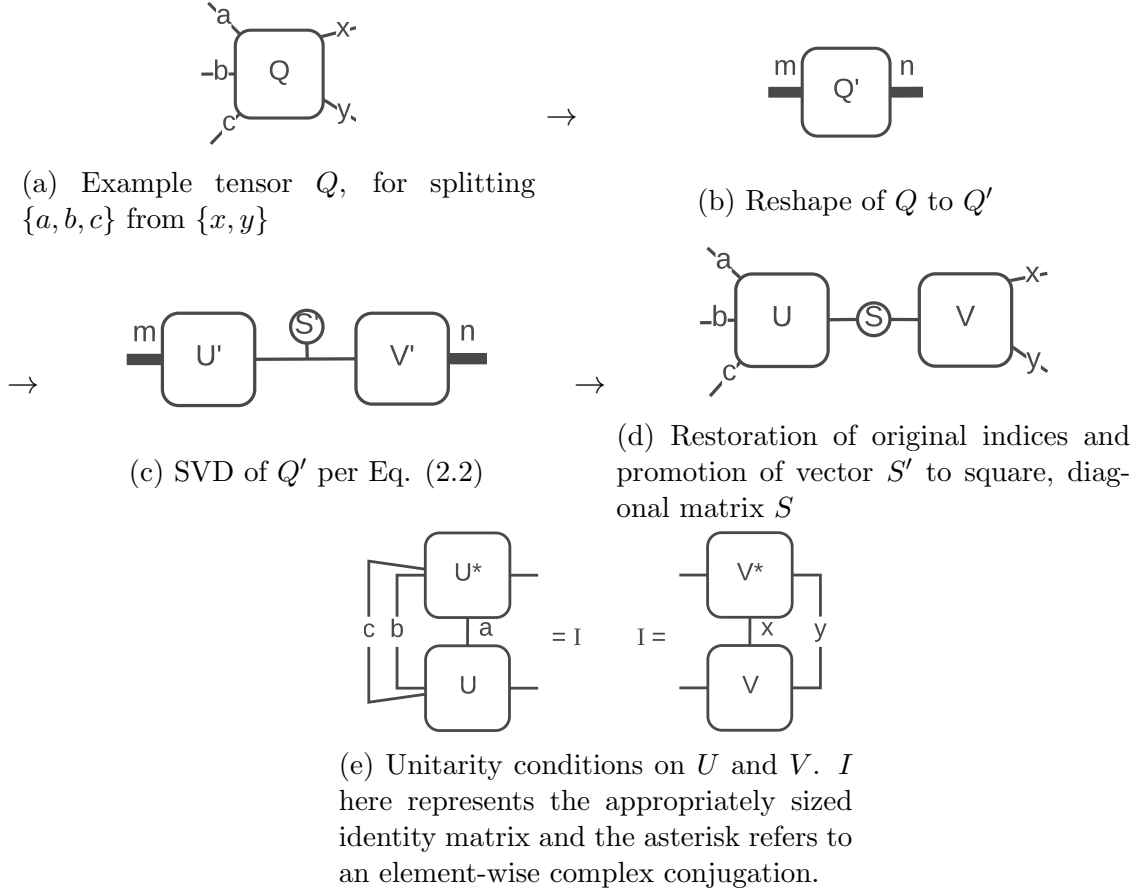 a
x
b
Q
c
y
→
m
Q'
n
(a) Example tensor Q, for splitting
{a, b, c} from {x, y}
(b) Reshape of Q to Q′
→
m
U'
S'
V'
n
(c) SVD of Q′ per Eq. (2.2)
→
a
b
c
U
S
V
x
y
(d) Restoration of original indices and
promotion of vector S′ to square, diag-
onal matrix S
U*
c b a = I
U
V*
I = x y
V
(e) Unitarity conditions on U and V. I
here represents the appropriately sized
identity matrix and the asterisk refers to
an element-wise complex conjugation.